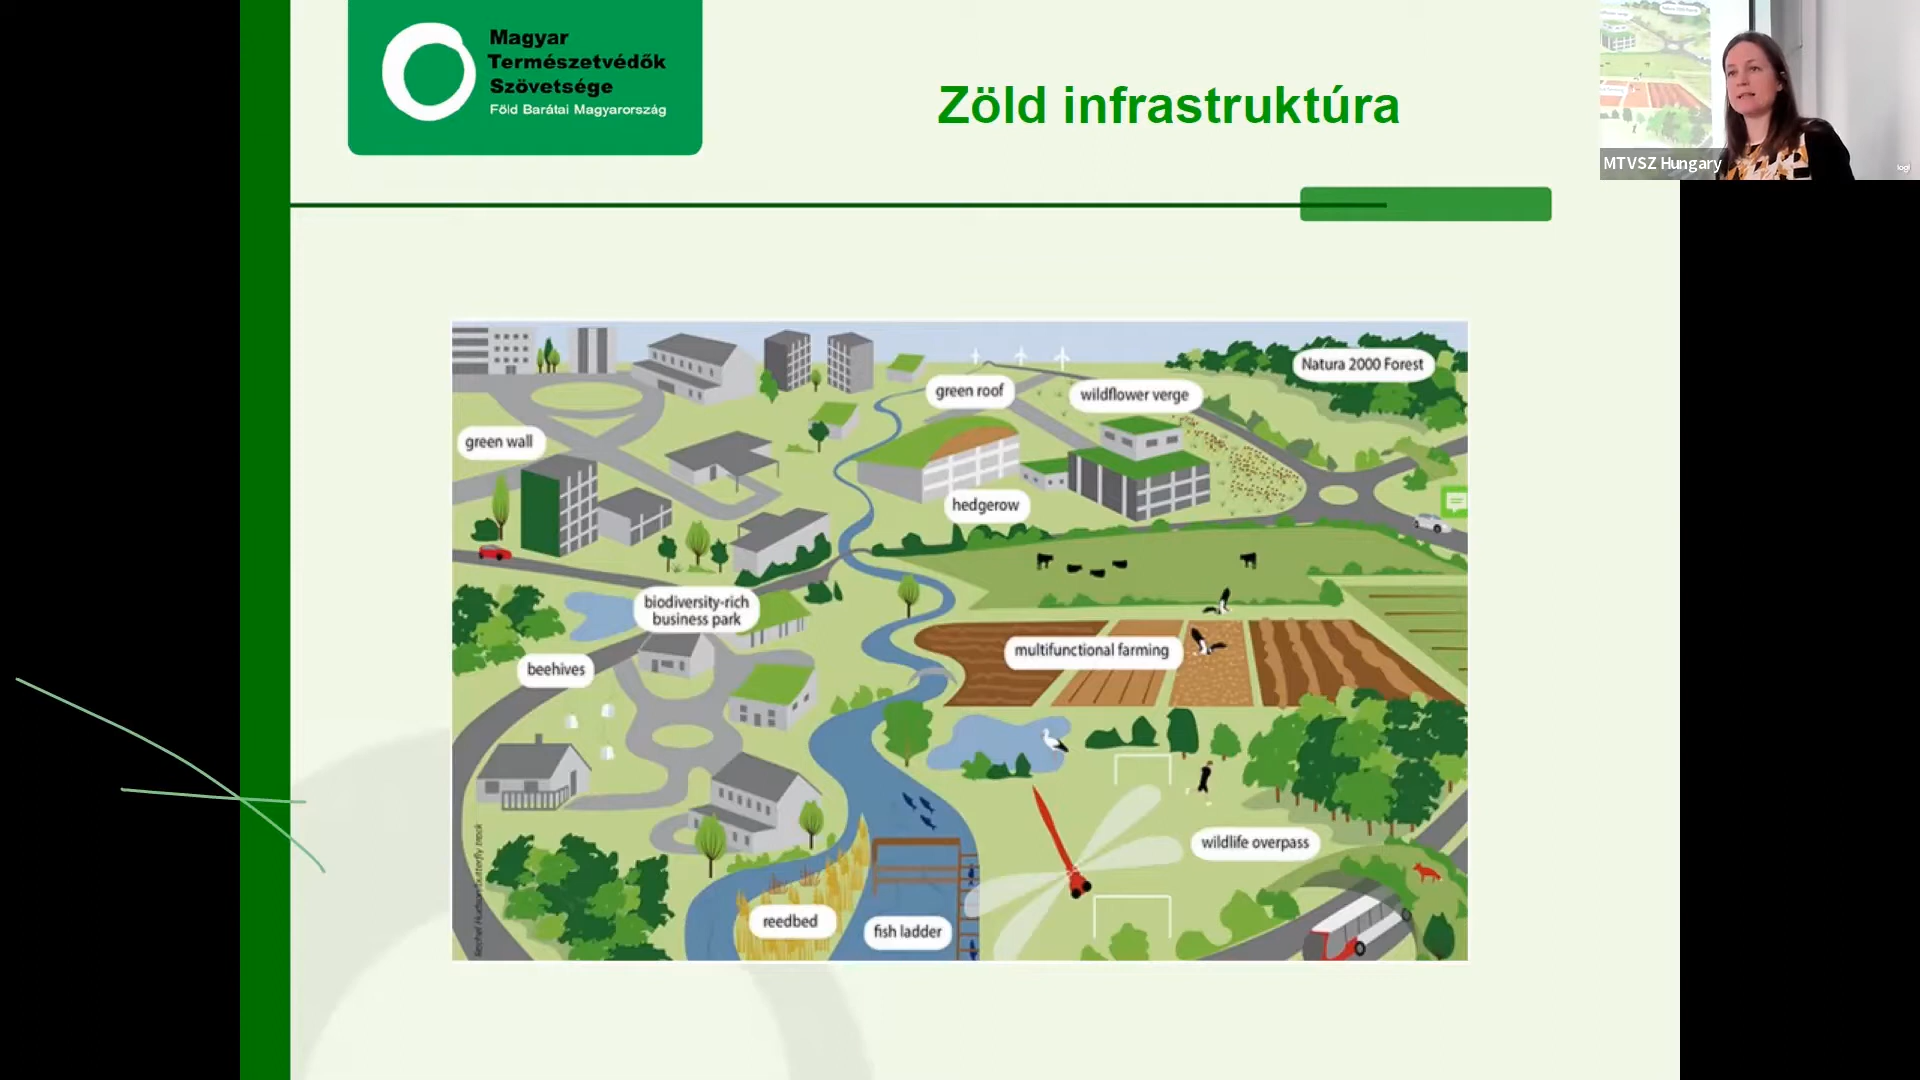 Magyar
Természetvédők
Szövetsége
Föld Barátai Magyarország
Zöld infrastruktúra
MTVSZ Hungary
Natura 2000 Forest
green roof
wildflower verge
green wall
hedgerow
biodiversity-rich
business park
multifunctional farming
beehives
wildlife overpass
reedbed
fish ladder